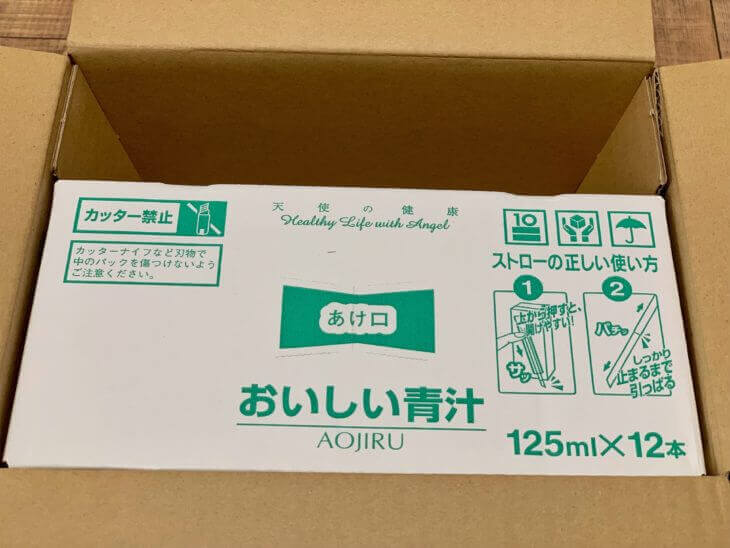 カッター禁止
カッターナイフなど刃物で
中のパックを傷つけないよう
ご注意ください。
天使の健康
Healthy Life with Angel
10
ストローの正しい使い方
1
上から押すと、
開けやすい!
サッ
2
パチッ
しっかり
止まるまで
引っぱる
あけ口
おいしい青汁
AOJIRU
125ml×12本